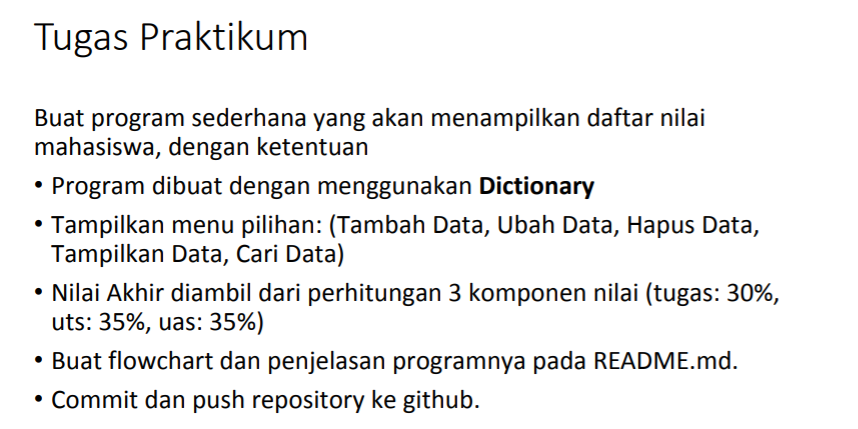 Tugas Praktikum
Buat program sederhana yang akan menampilkan daftar nilai
mahasiswa, dengan ketentuan
• Program dibuat dengan menggunakan Dictionary
• Tampilkan menu pilihan: (Tambah Data, Ubah Data, Hapus Data,
Tampilkan Data, Cari Data)
• Nilai Akhir diambil dari perhitungan 3 komponen nilai (tugas: 30%,
uts: 35%, uas: 35%)
• Buat flowchart dan penjelasan programnya pada README.md.
• Commit dan push repository ke github.